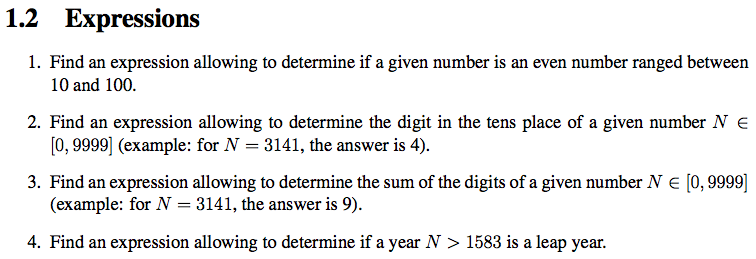 1.2 Expressions
1. Find an expression allowing to determine if a given number is an even number ranged between
10 and 100.
2. Find an expression allowing to determine the digit in the tens place of a given number N ∈
[0, 9999] (example: for N = 3141, the answer is 4).
3. Find an expression allowing to determine the sum of the digits of a given number N ∈ [0, 9999]
(example: for N = 3141, the answer is 9).
4. Find an expression allowing to determine if a year N > 1583 is a leap year.